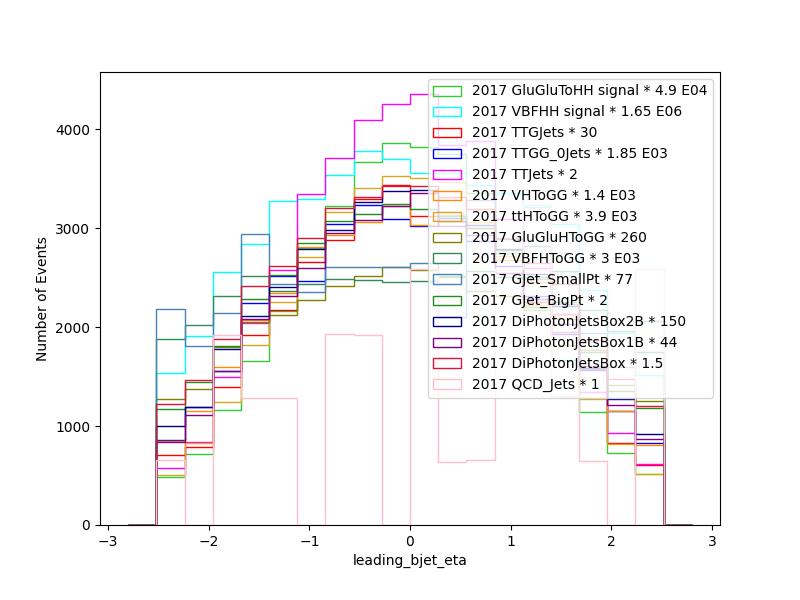 4000
3000
2000
1000
0
Number of Events
2017 GluGluToHH signal * 4.9 E04
2017 VBFHH signal * 1.65 E06
2017 TTGJets * 30
2017 TTGG_0Jets * 1.85 E03
2017 TTJets * 2
2017 VHToGG * 1.4 E03
2017 ttHToGG * 3.9 E03
2017 GluGluHToGG * 260
2017VBFHToGG * 3 E03
2017 GJet_SmallPt * 77
2017 GJet_BigPt * 2
2017 DiPhotonJetsBox2B * 150
2017 DiPhotonJetsBox1B * 44
2017 DiPhotonJetsBox * 1.5
2017 QCD_Jets * 1
−3 −2 −1 0 1 2 3
leading_bjet_eta